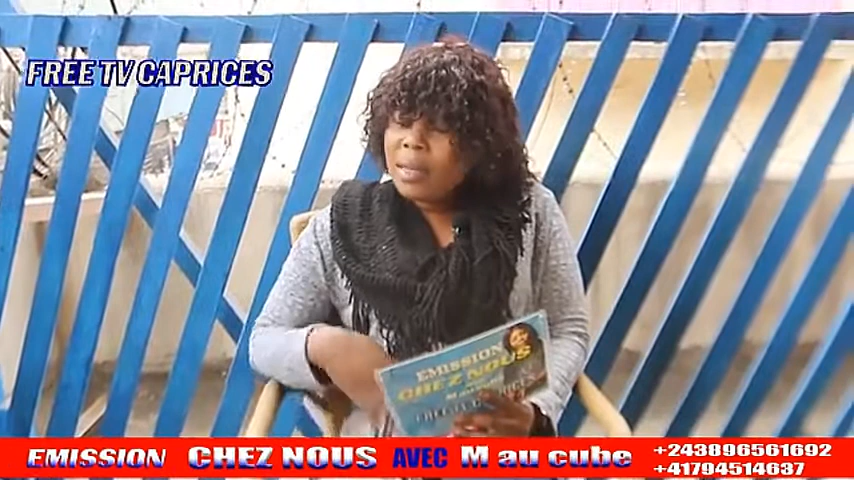 FREE TV CAPRICES
EMISSION
CHEZ NOUS
EMISSION CHEZ NOUS AVEC M au cube
+243896561692
+41794514637